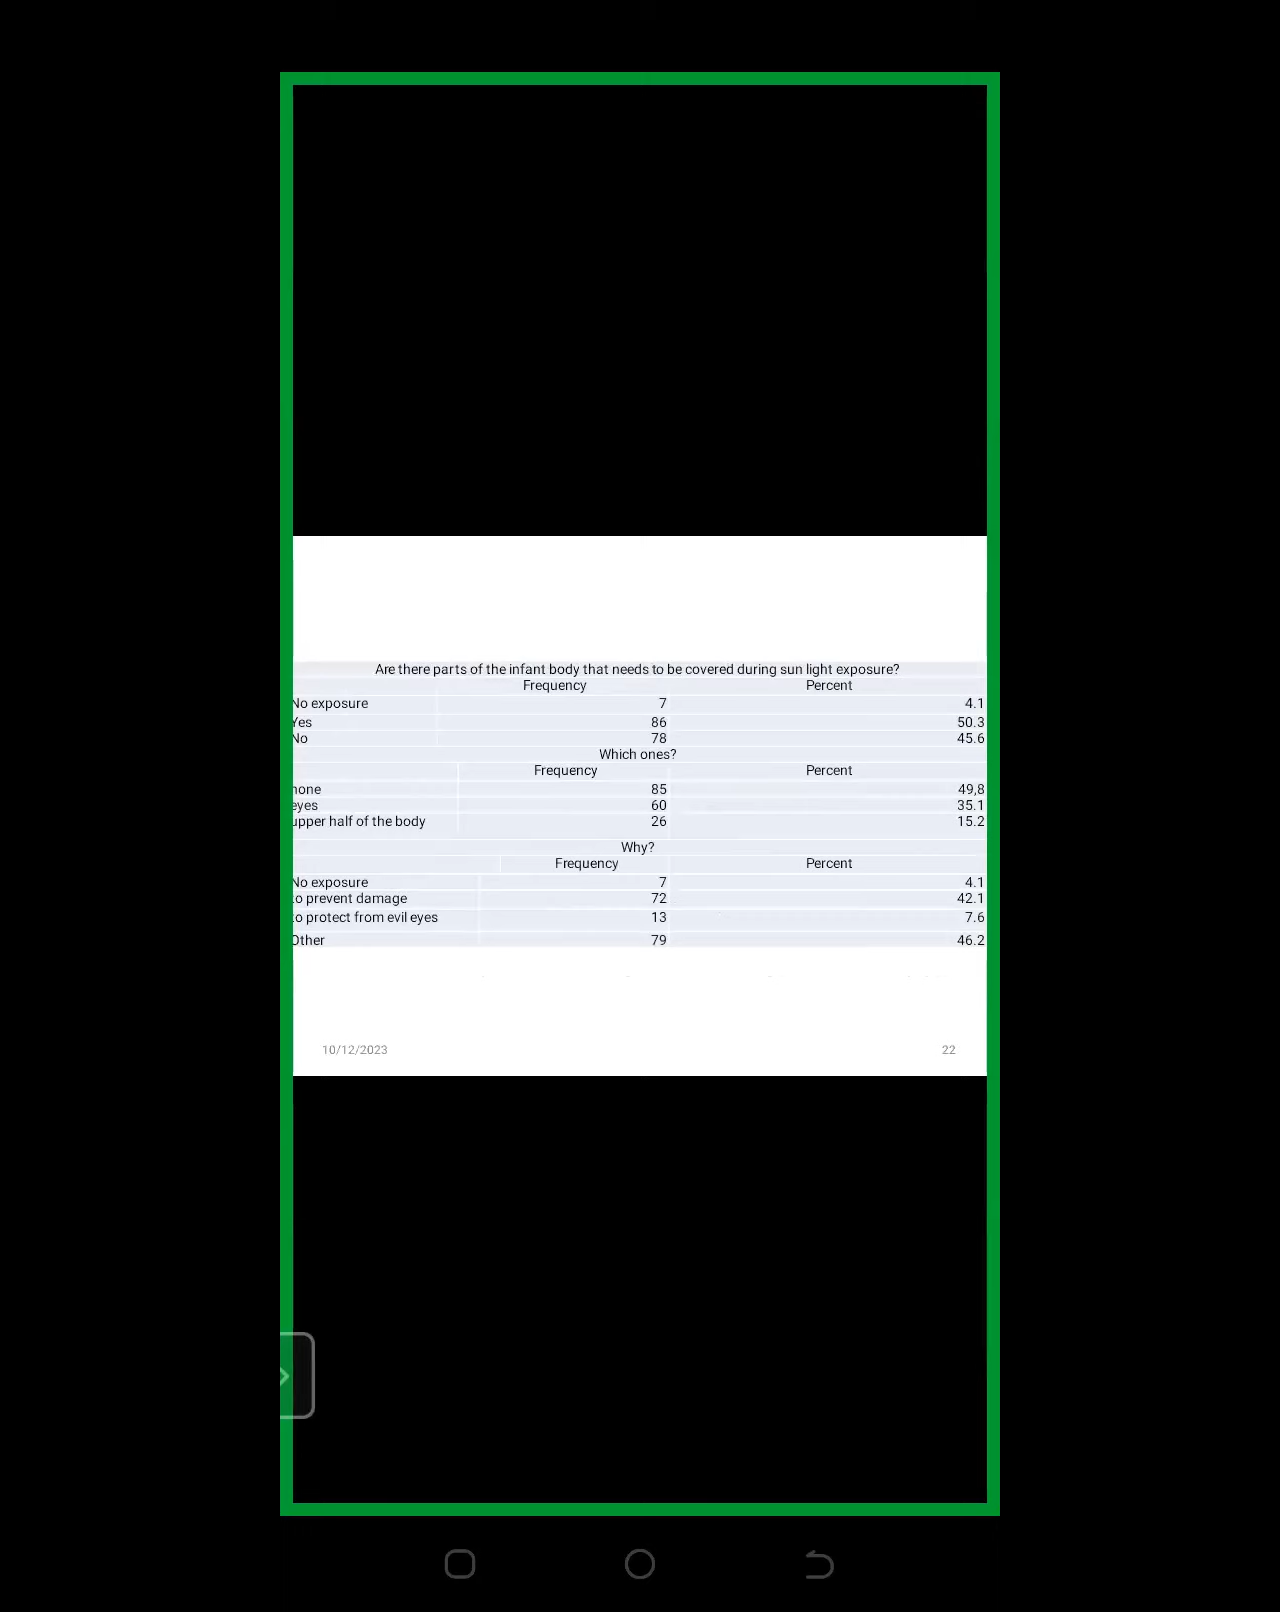 Are there parts of the infant body that needs to be covered during sun light exposure?
Frequency Percent
No exposure 7 4.1
Yes 86 50.3
No 78 45.6
Which ones?
Frequency Percent
none 85 49,8
eyes 60 35.1
upper half of the body 26 15.2
Why?
Frequency Percent
No exposure 7 4.1
to prevent damage 72 42.1
to protect from evil eyes 13 7.6
Other 79 46.2
10/12/2023 22